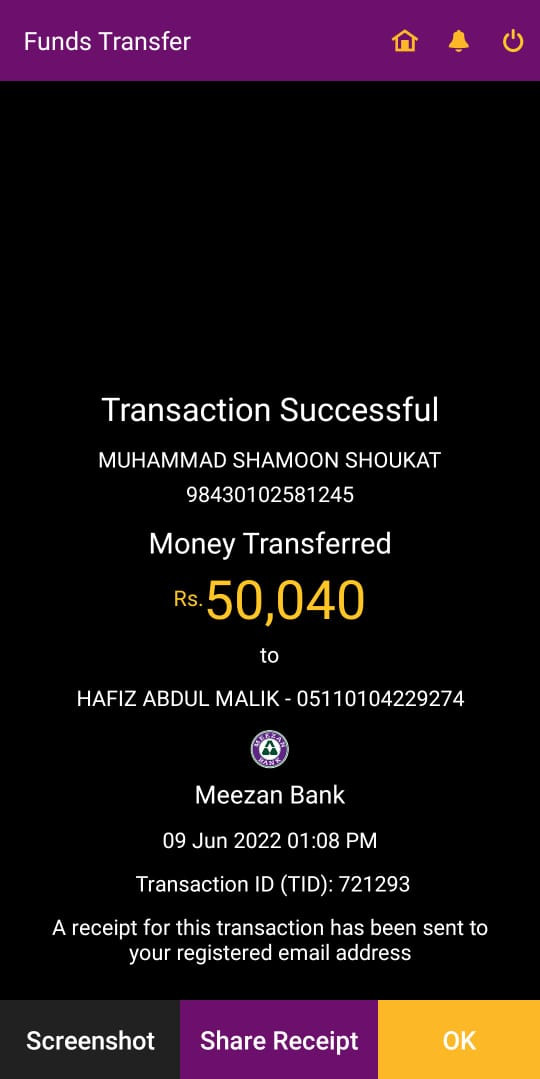 Funds Transfer
Transaction Successful
MUHAMMAD SHAMOON SHOUKAT
98430102581245
Money Transferred
Rs.50,040
to
HAFIZ ABDUL MALIK - 05110104229274
MEEZAN
BANK
Meezan Bank
09 Jun 2022 01:08 PM
Transaction ID (TID): 721293
A receipt for this transaction has been sent to
your registered email address
Screenshot Share Receipt OK